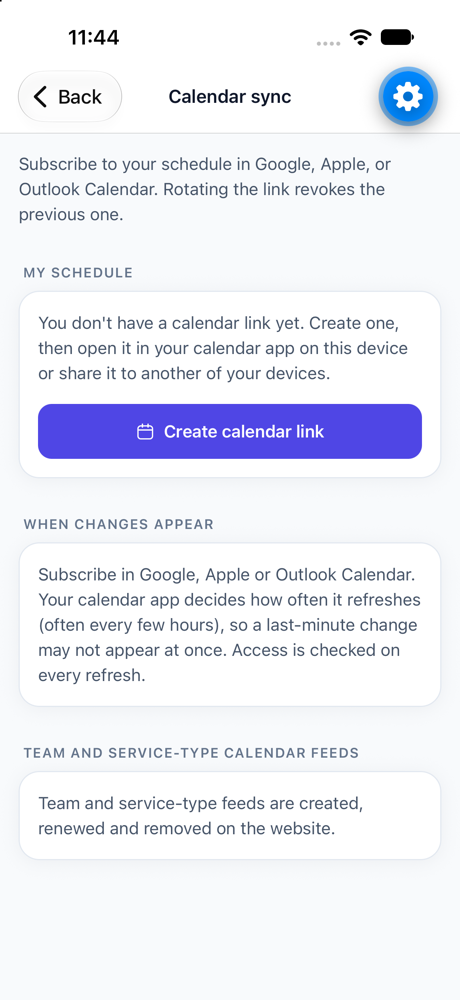 11:44
Back
Calendar sync
Subscribe to your schedule in Google, Apple, or
Outlook Calendar. Rotating the link revokes the
previous one.
MY SCHEDULE
You don't have a calendar link yet. Create one,
then open it in your calendar app on this device
or share it to another of your devices.
Create calendar link
WHEN CHANGES APPEAR
Subscribe in Google, Apple or Outlook Calendar.
Your calendar app decides how often it refreshes
(often every few hours), so a last-minute change
may not appear at once. Access is checked on
every refresh.
TEAM AND SERVICE-TYPE CALENDAR FEEDS
Team and service-type feeds are created,
renewed and removed on the website.